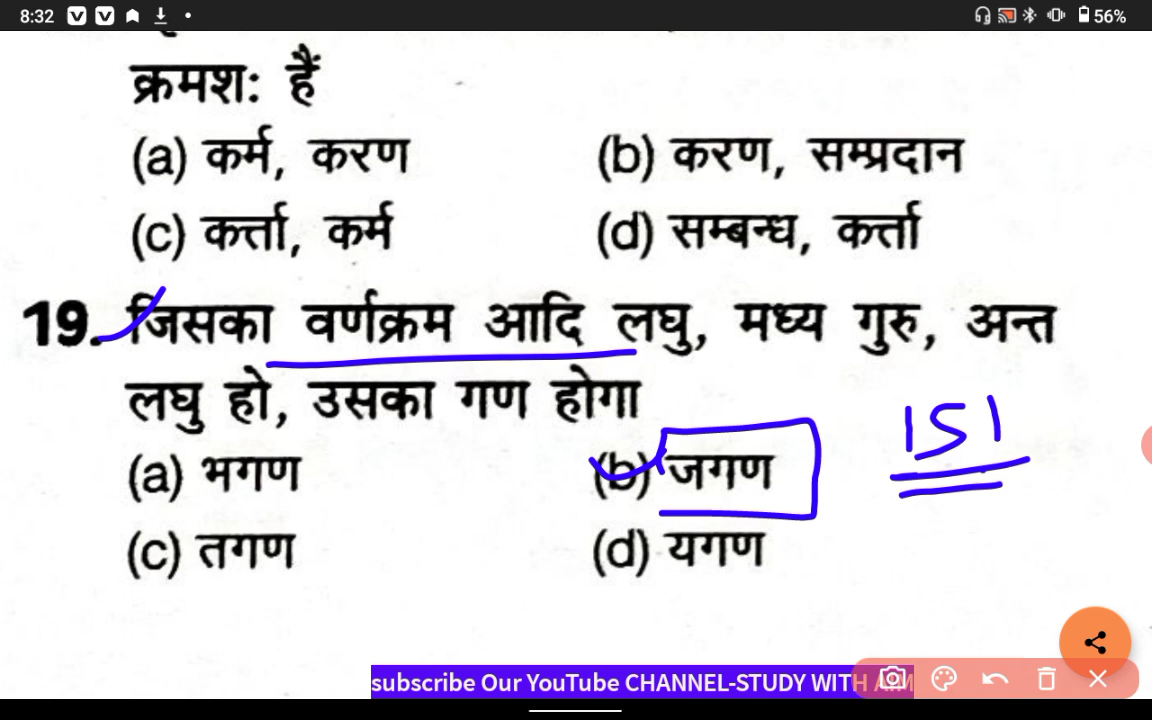 8:32 56%
क्रमश: हैं
(a) कर्म, करण (b) करण, सम्प्रदान
(c) कर्त्ता, कर्म (d) सम्बन्ध, कर्त्ता
19. जिसका वर्णक्रम आदि लघु, मध्य गुरु, अन्त
लघु हो, उसका गण होगा
ISI
(a) भगण (b) जगण
(c) तगण (d) यगण
subscribe Our YouTube CHANNEL-STUDY WITH AIM